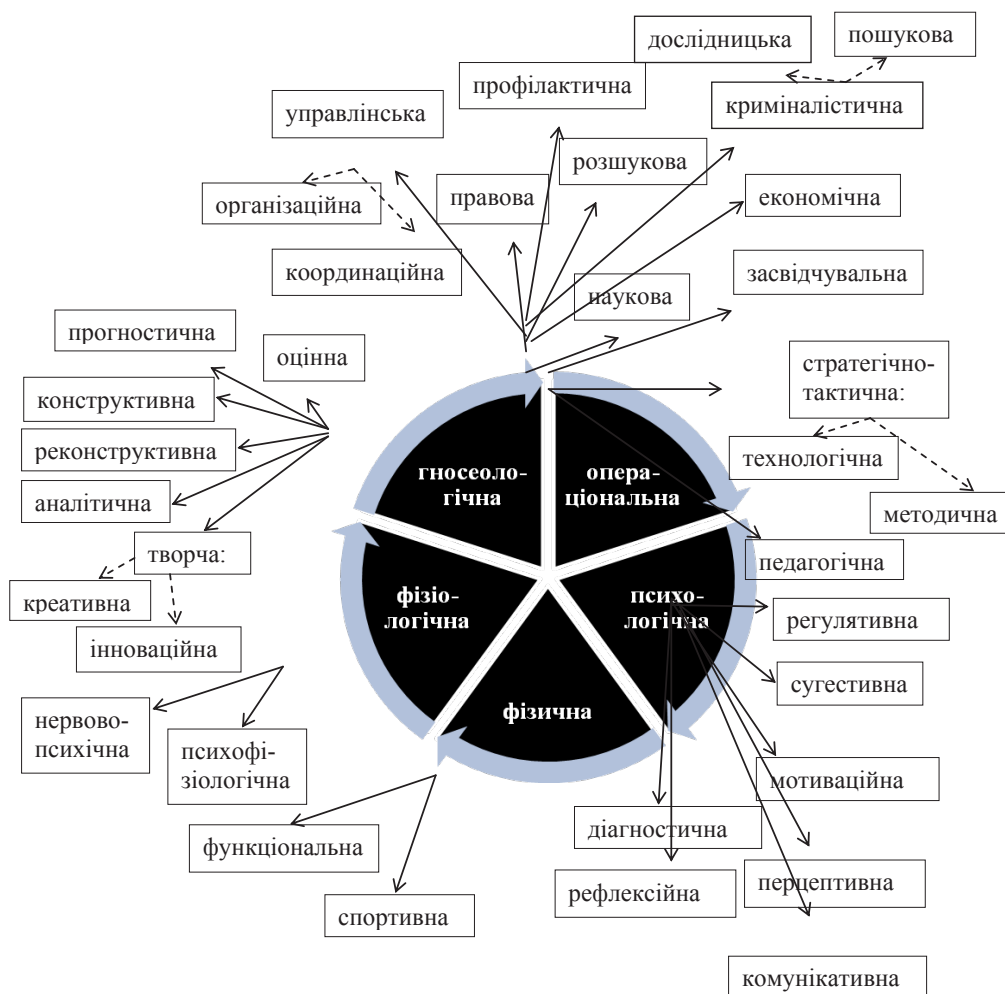 дослідницька
пошукова
профілактична
криміналістична
управлінська
розшукова
організаційна
правова
економічна
координаційна
засвідчувальна
наукова
прогностична
оцінна
стратегічно-
тактична:
конструктивна
реконструктивна
технологічна
аналітична
методична
гносеоло-
гічна
опера-
ціональна
творча:
педагогічна
креативна
фізіо-
логічна
психо-
логічна
регулятивна
інноваційна
сугестивна
нервово-
психічна
фізична
психофі-
зіологічна
мотиваційна
діагностична
функціональна
перцептивна
рефлексійна
спортивна
комунікативна